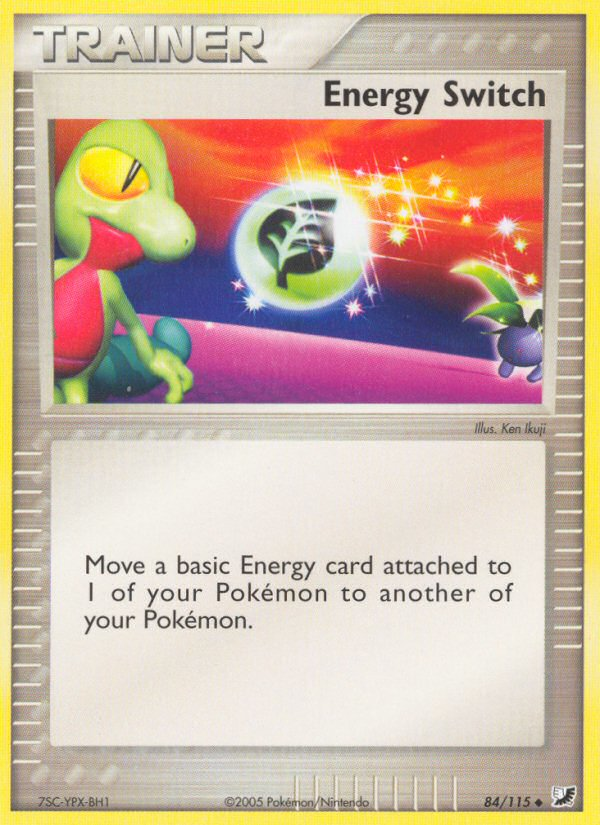 TRAINER
Energy Switch
Illus. Ken Ikuji
Move a basic Energy card attached to
1 of your Pokémon to another of
your Pokémon.
7SC-YPX-BH1
©2005 Pokémon/Nintendo
84/115